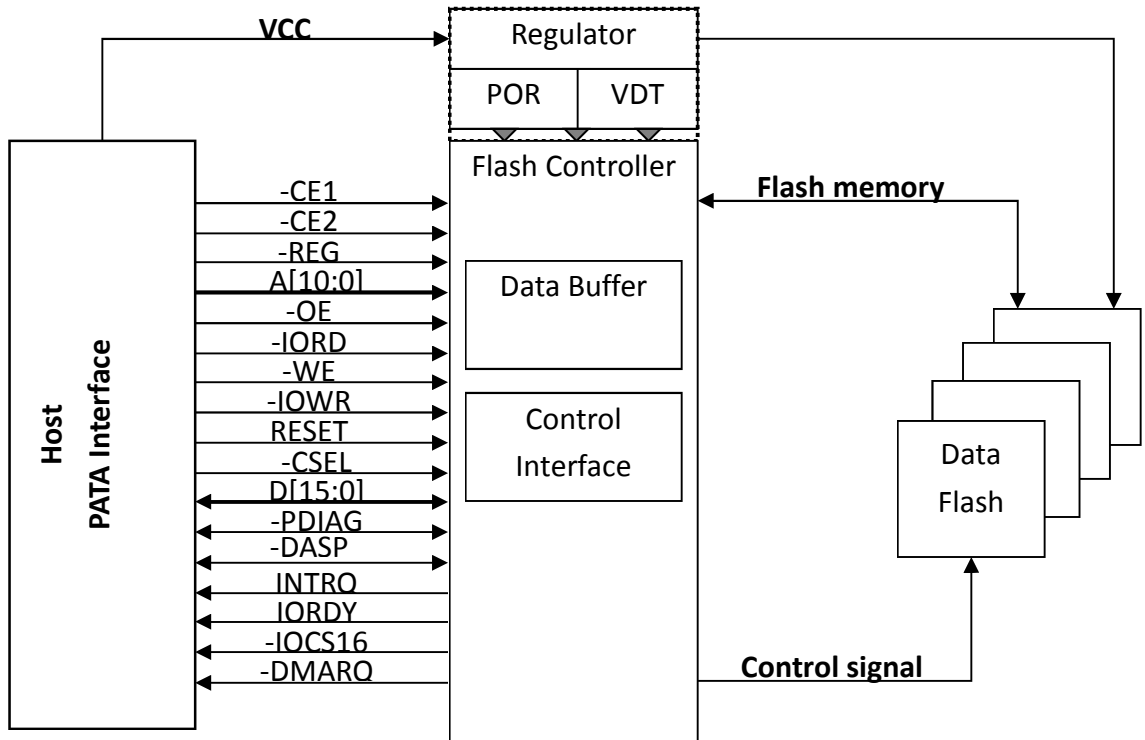 VCC
Regulator
POR
VDT
Flash Controller
-CE1
-CE2
-REG
A[10:0]
-OE
-IORD
-WE
-IOWR
RESET
-CSEL
D[15:0]
-PDIAG
-DASP
INTRQ
IORDY
-IOCS16
-DMARQ
Host
PATA Interface
Data Buffer
Control
Interface
Flash memory
Data
Flash
Control signal